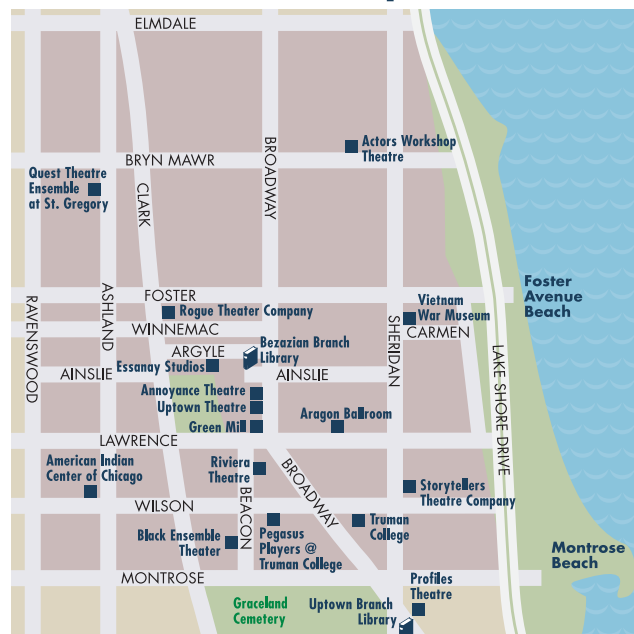 ELMDALE
Actors Workshop
Theatre
BRYN MAWR
BROADWAY
Quest Theatre
Ensemble
at St. Gregory
CLARK
Foster
Avenue
Beach
FOSTER
Vietnam
War Museum
Rogue Theater Company
RAVENSWOOD
ASHLAND
WINNEMAC
SHERIDAN
CARMEN
Bezazian Branch
Library
ARGYLE
Essanay Studios
AINSLIE
AINSLIE
LAKE SHORE DRIVE
Annoyance Theatre
Uptown Theatre
Aragon Ballroom
Green Mill
LAWRENCE
American Indian
Center of Chicago
Riviera
Theatre
BROADWAY
BEACON
Storytellers
Theatre Company
WILSON
Truman
College
Pegasus
Players @
Truman College
Black Ensemble
Theater
Montrose
Beach
MONTROSE
Profiles
Theatre
Graceland
Cemetery
Uptown Branch
Library